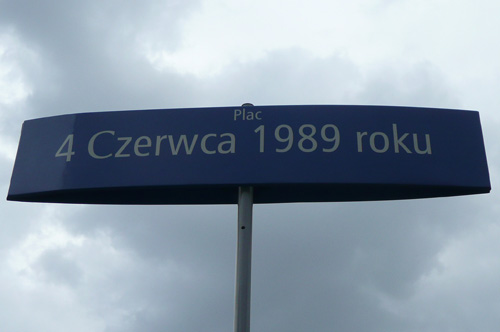 Plac
4 Czerwca 1989 roku